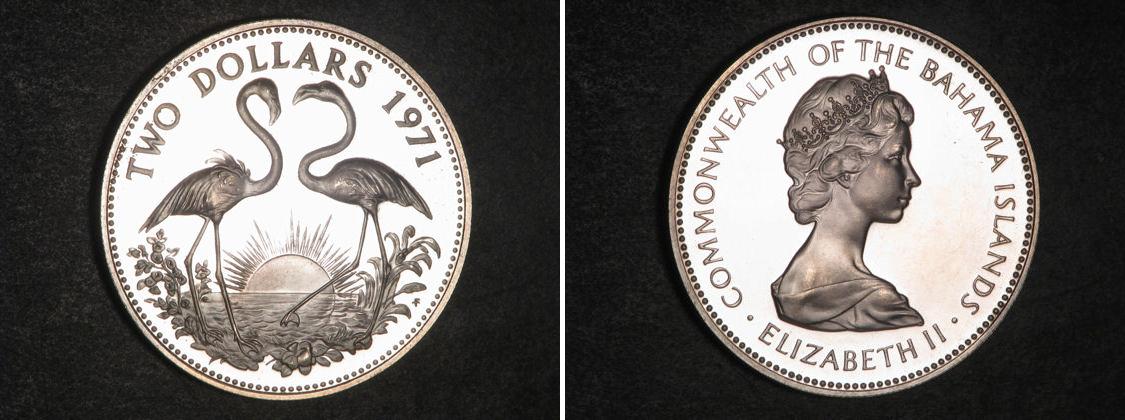 TWO DOLLARS 1971
COMMONWEALTH OF THE BAHAMA ISLANDS
· ELIZABETH II ·